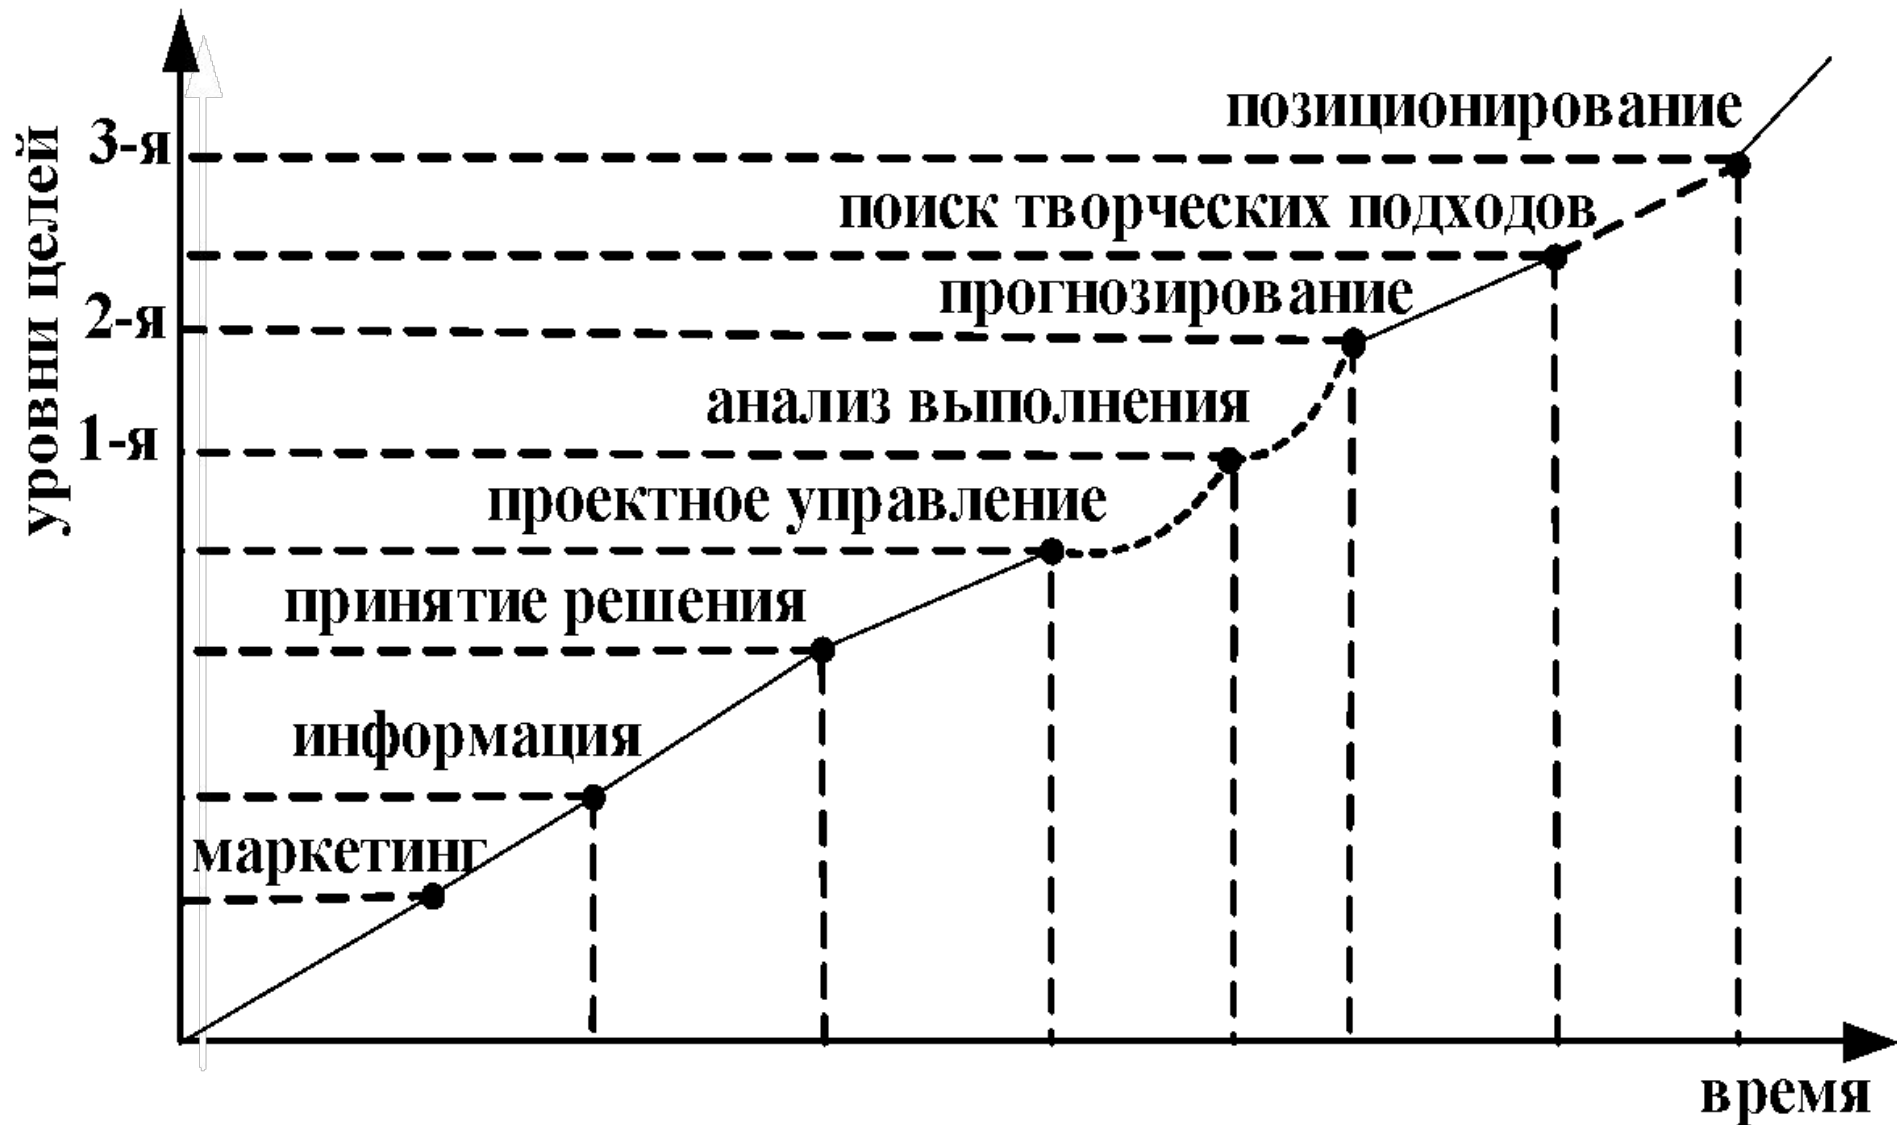 позиционирование
3-я
поиск творческих подходов
прогнозирование
2-я
анализ выполнения
1-я
проектное управление
принятие решения
информация
маркетинг
уровни целей
время